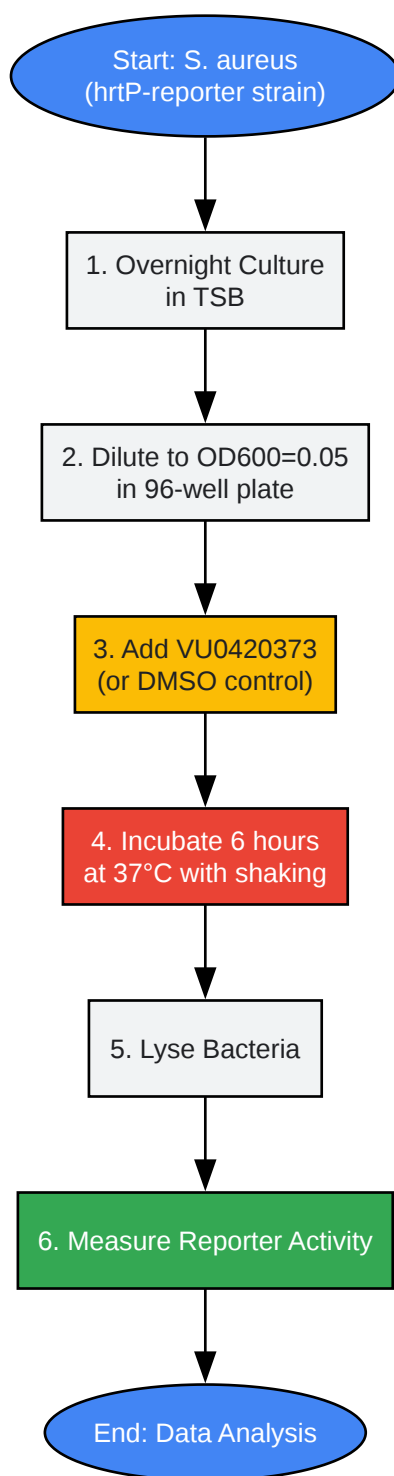 Start: S. aureus
(hrtP-reporter strain)
1. Overnight Culture
in TSB
2. Dilute to OD600=0.05
in 96-well plate
3. Add VU0420373
(or DMSO control)
4. Incubate 6 hours
at 37°C with shaking
5. Lyse Bacteria
6. Measure Reporter Activity
End: Data Analysis